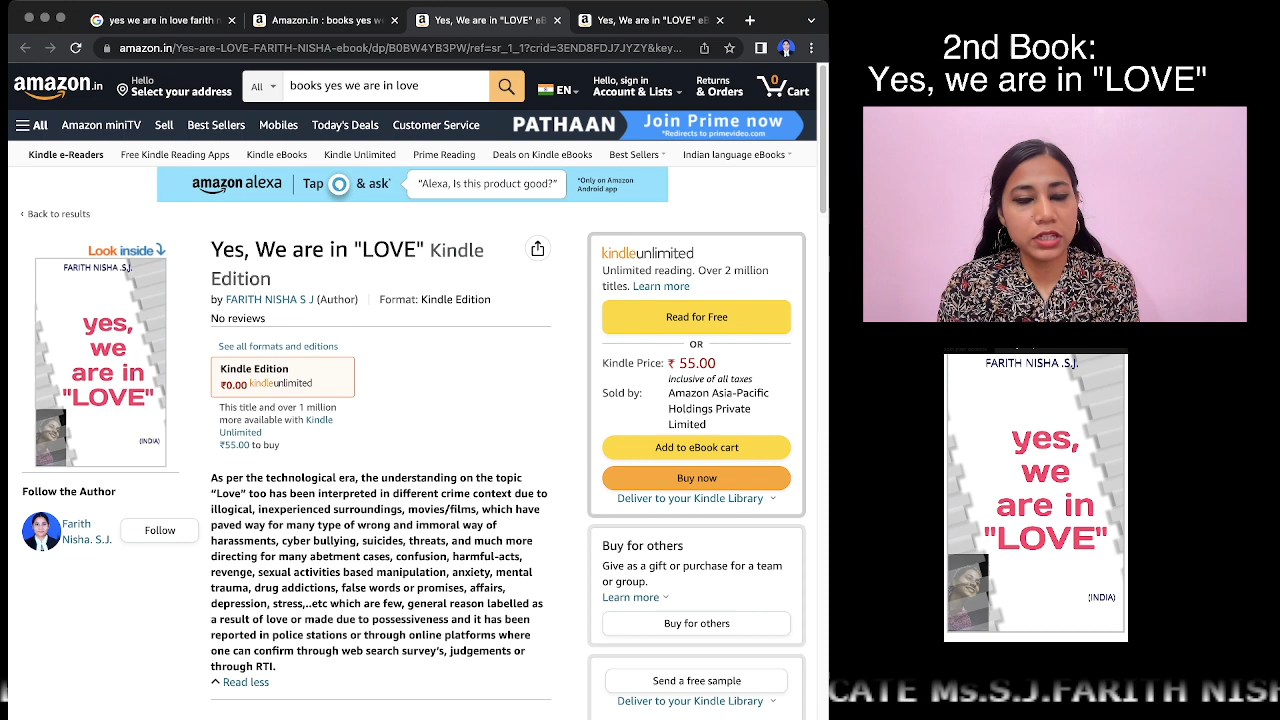 yes we are in love farith n
Amazon.in : books yes w
Yes, We are in "LOVE" eB
Yes, We are in "LOVE" eB
amazon.in/Yes-are-LOVE-FARITH-NISHA-ebook/dp/B0BW4YB3PW/ref=sr_1_1?crid=3END8FDJ7JYZY&key...
amazon.in
Hello
Select your address
All
books yes we are in love
EN
Hello, sign in
Account & Lists
Returns
& Orders
0
Cart
All
Amazon miniTV
Sell
Best Sellers
Mobiles
Today's Deals
Customer Service
PATHAAN
Join Prime now
*Redirects to primevideo.com
Kindle e-Readers
Free Kindle Reading Apps
Kindle eBooks
Kindle Unlimited
Prime Reading
Deals on Kindle eBooks
Best Sellers
Indian language eBooks
amazon alexa
Tap & ask*
“Alexa, Is this product good?”
*Only on Amazon
Android app
‹ Back to results
Look inside
FARITH NISHA .S.J.
yes,
we
are in
"LOVE"
(INDIA)
Follow the Author
Farith
Nisha. S.J.
Follow
Yes, We are in "LOVE" Kindle
Edition
by FARITH NISHA S J (Author)
Format: Kindle Edition
No reviews
See all formats and editions
Kindle Edition
₹0.00 kindleunlimited
This title and over 1 million
more available with Kindle
Unlimited
₹55.00 to buy
As per the technological era, the understanding on the topic
“Love” too has been interpreted in different crime context due to
illogical, inexperienced surroundings, movies/films, which have
paved way for many type of wrong and immoral way of
harassments, cyber bullying, suicides, threats, and much more
directing for many abetment cases, confusion, harmful-acts,
revenge, sexual activities based manipulation, anxiety, mental
trauma, drug addictions, false words or promises, affairs,
depression, stress,..etc which are few, general reason labelled as
a result of love or made due to possessiveness and it has been
reported in police stations or through online platforms where
one can confirm through web search survey's, judgements or
through RTI.
Read less
kindleunlimited
Unlimited reading. Over 2 million
titles. Learn more
Read for Free
OR
Kindle Price: ₹ 55.00
inclusive of all taxes
Sold by: Amazon Asia-Pacific
Holdings Private
Limited
Add to eBook cart
Buy now
Deliver to your Kindle Library
Buy for others
Give as a gift or purchase for a team
or group.
Learn more
Buy for others
Send a free sample
Deliver to your Kindle Library
2nd Book:
Yes, we are in "LOVE"
FARITH NISHA .S.J.
yes,
we
are in
"LOVE"
(INDIA)
CATE Ms.S.J.FARITH NISH